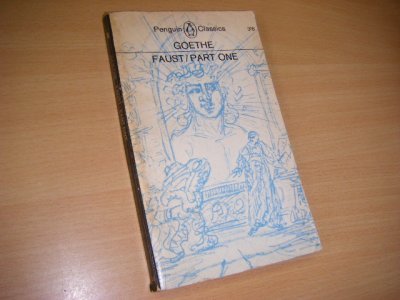 Penguin Classics
GOETHE
FAUST/PART ONE